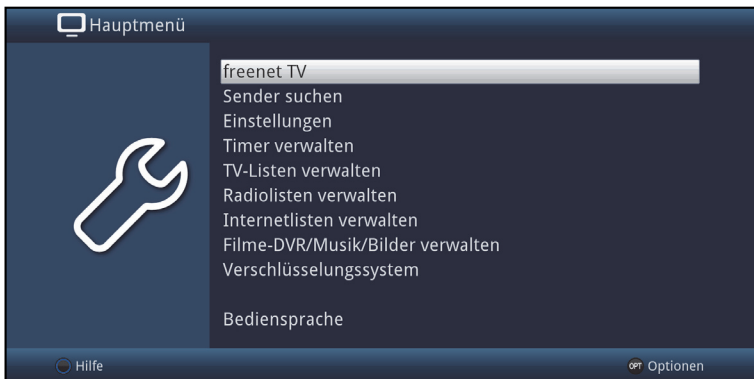 Hauptmenü
freenet TV
Sender suchen
Einstellungen
Timer verwalten
TV-Listen verwalten
Radiolisten verwalten
Internetlisten verwalten
Filme-DVR/Musik/Bilder verwalten
Verschlüsselungssystem
Bediensprache
Hilfe
OPT Optionen